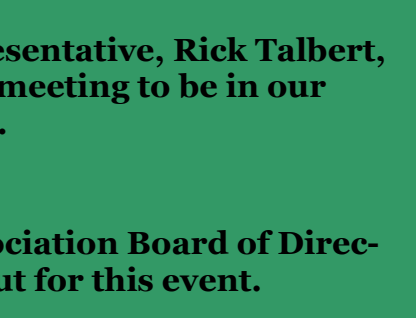 esentative, Rick Talbert,
meeting to be in our
.
ociation Board of Direc-
ut for this event.